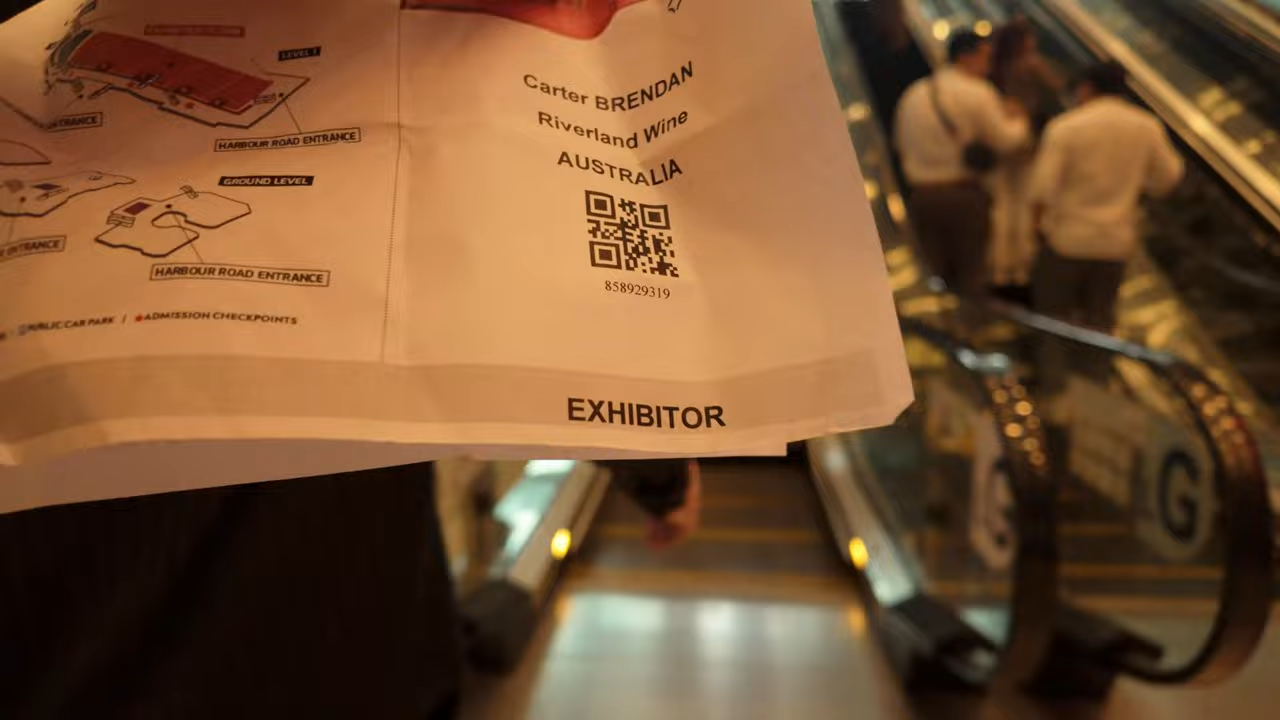 LEVEL 1
ENTRANCE
HARBOUR ROAD ENTRANCE
GROUND LEVEL
ENTRANCE
HARBOUR ROAD ENTRANCE
PUBLIC CAR PARK / ADMISSION CHECKPOINTS
Carter BRENDAN
Riverland Wine
AUSTRALIA
858929319
EXHIBITOR
G